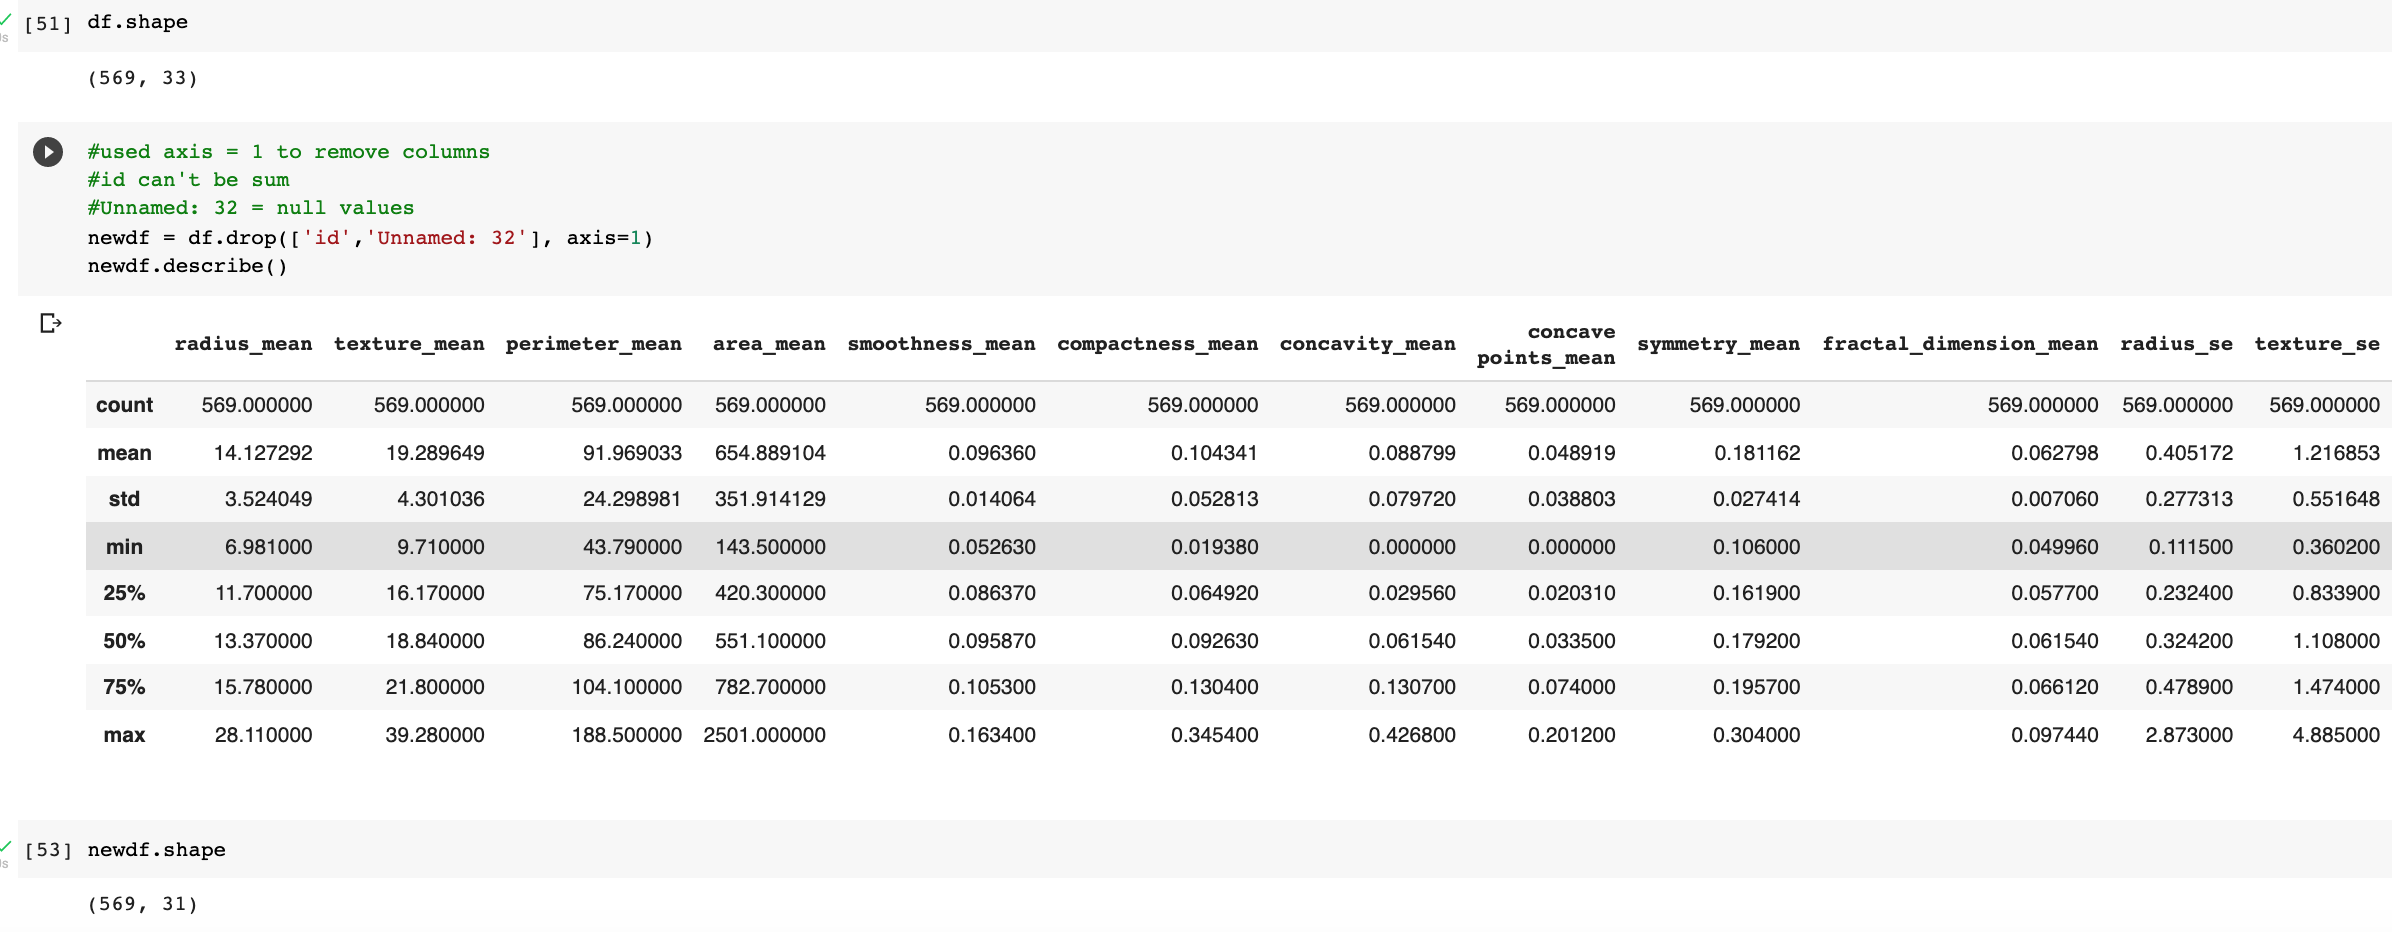 [51] df.shape
(569, 33)
#used axis = 1 to remove columns
#id can't be sum
#Unnamed: 32 = null values
newdf = df.drop(['id','Unnamed: 32'], axis=1)
newdf.describe()
radius_mean texture_mean perimeter_mean area_mean smoothness_mean compactness_mean concavity_mean concave points_mean symmetry_mean fractal_dimension_mean radius_se texture_se
count 569.000000 569.000000 569.000000 569.000000 569.000000 569.000000 569.000000 569.000000 569.000000 569.000000 569.000000 569.000000
mean 14.127292 19.289649 91.969033 654.889104 0.096360 0.104341 0.088799 0.048919 0.181162 0.062798 0.405172 1.216853
std 3.524049 4.301036 24.298981 351.914129 0.014064 0.052813 0.079720 0.038803 0.027414 0.007060 0.277313 0.551648
min 6.981000 9.710000 43.790000 143.500000 0.052630 0.019380 0.000000 0.000000 0.106000 0.049960 0.111500 0.360200
25% 11.700000 16.170000 75.170000 420.300000 0.086370 0.064920 0.029560 0.020310 0.161900 0.057700 0.232400 0.833900
50% 13.370000 18.840000 86.240000 551.100000 0.095870 0.092630 0.061540 0.033500 0.179200 0.061540 0.324200 1.108000
75% 15.780000 21.800000 104.100000 782.700000 0.105300 0.130400 0.130700 0.074000 0.195700 0.066120 0.478900 1.474000
max 28.110000 39.280000 188.500000 2501.000000 0.163400 0.345400 0.426800 0.201200 0.304000 0.097440 2.873000 4.885000
[53] newdf.shape
(569, 31)